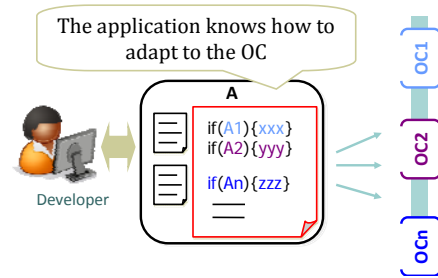 The application knows how to
adapt to the OC
A
if(A1){xxx}
if(A2){yyy}
if(An){zzz}
Developer
OC1
OC2
OCn